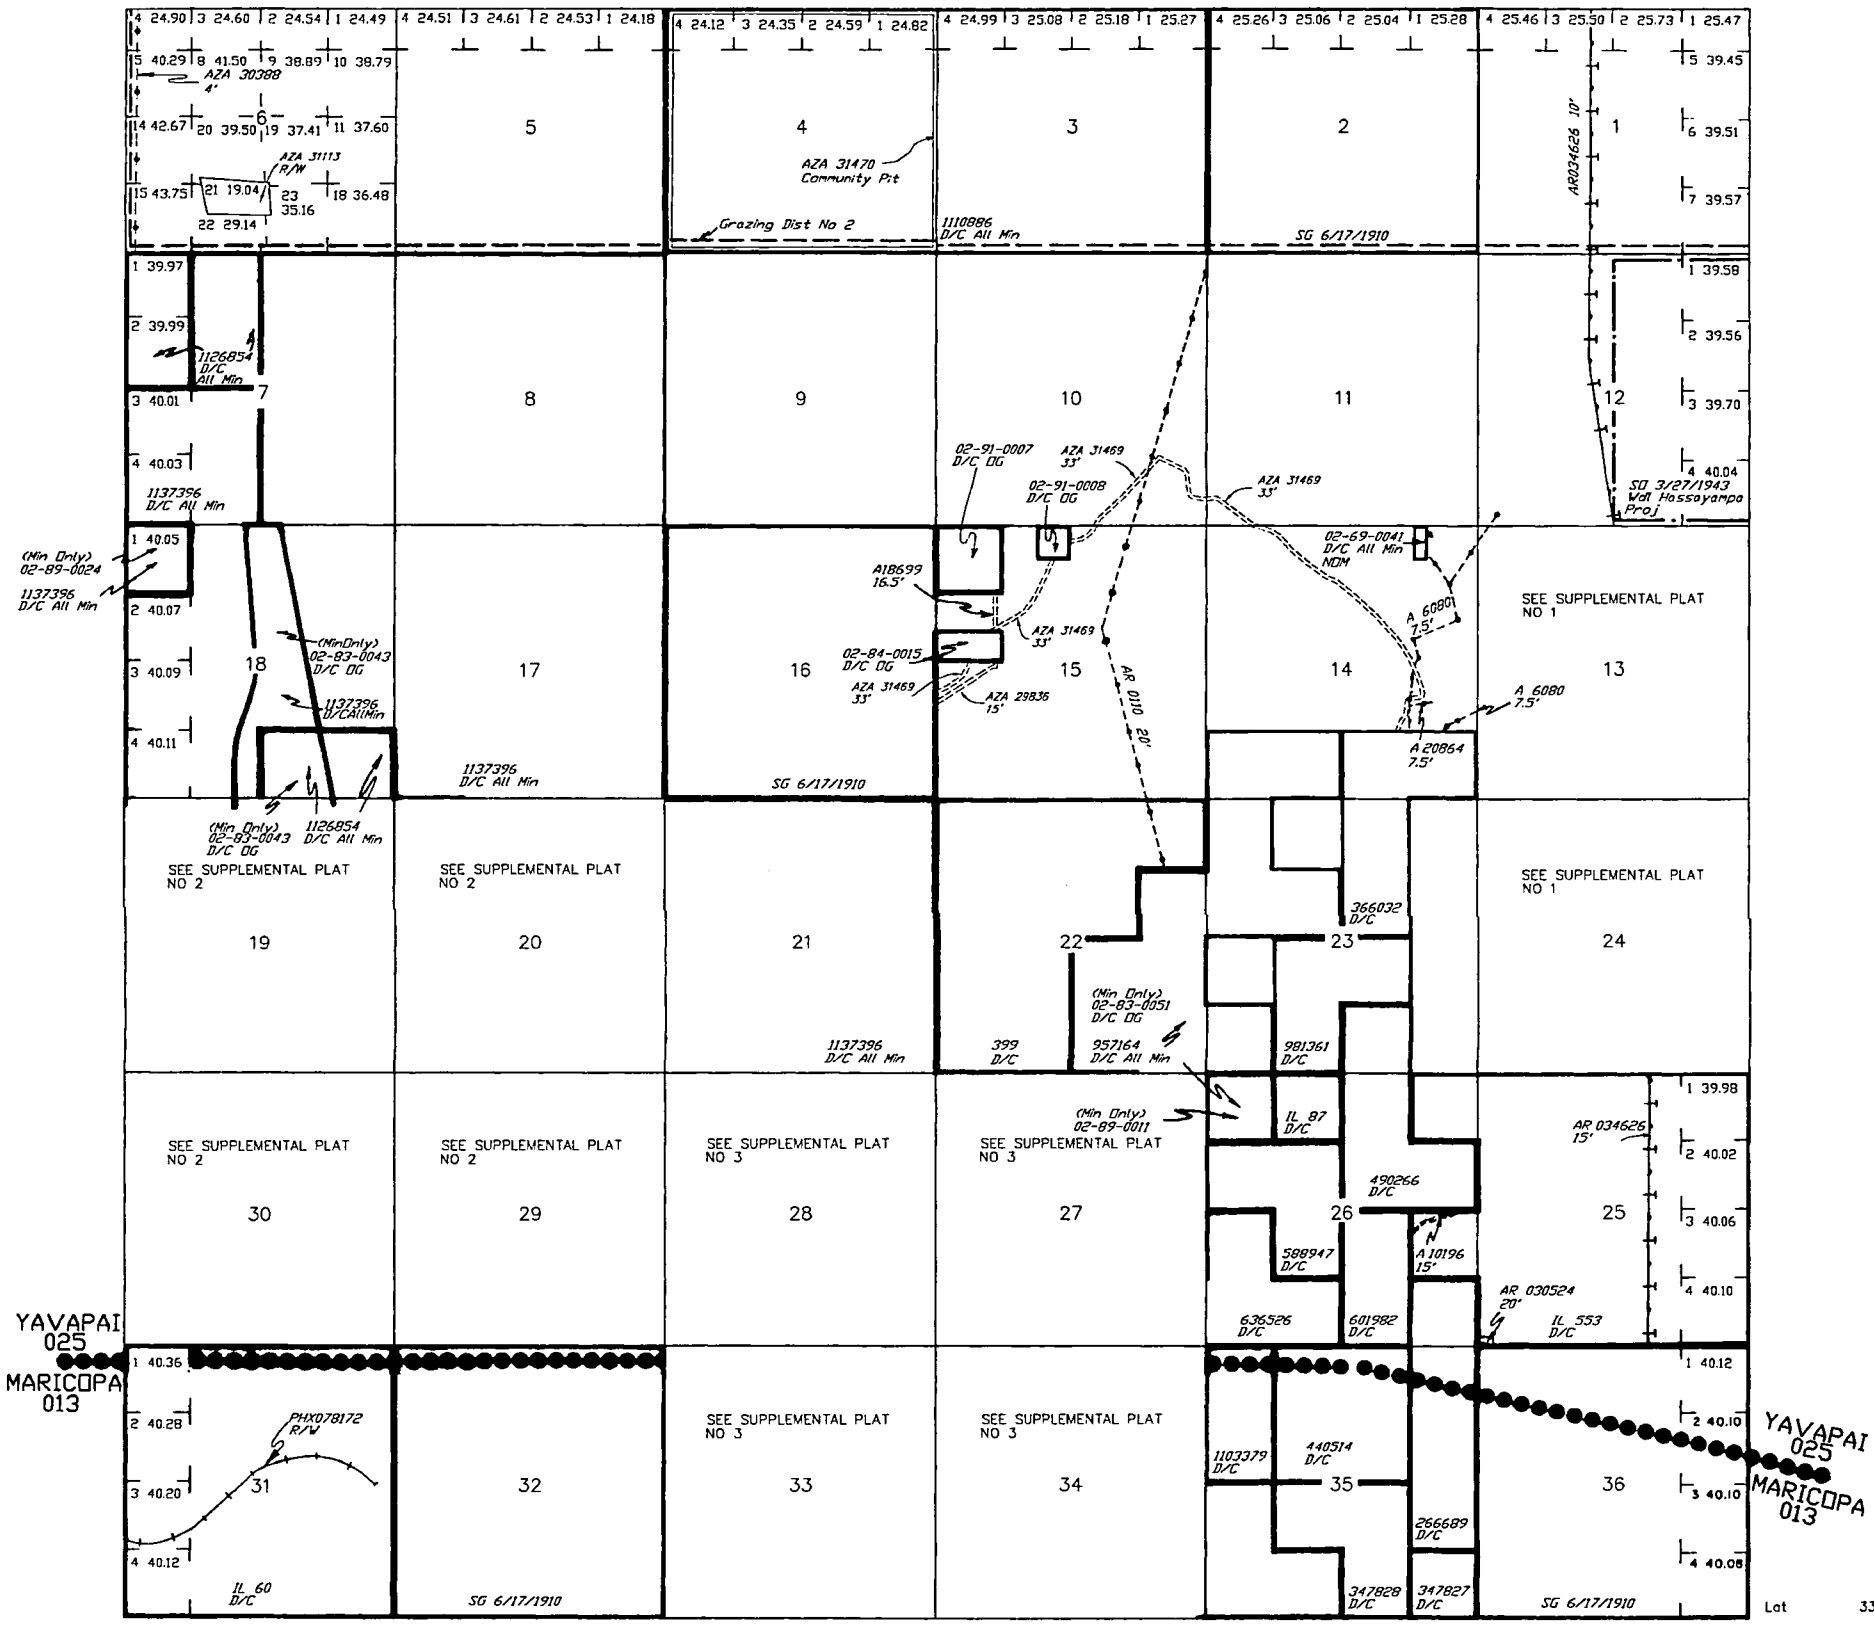 4 24.90 3 24.60 2 24.54 1 24.49 4 24.51 3 24.61 2 24.53 1 24.18 4 24.12 3 24.35 2 24.59 1 24.82 4 24.99 3 25.08 2 25.18 1 25.27 4 25.26 3 25.06 2 25.04 1 25.28 4 25.46 3 25.50 2 25.73 1 25.47
5 40.29 8 41.50 9 38.89 10 38.79
AZA 30388
4'
14 42.67 20 39.50 19 37.41 11 37.60
6
AZA 31113
R/W
15 43.75 21 19.04 23
35.16
18 36.48
22 29.14
5
4
AZA 31470
Community Pit
Grazing Dist No 2
3
1110886
D/C All Min
2
SG 6/17/1910
AR034626 10'
1
5 39.45
6 39.51
7 39.57
1 39.97
2 39.99
1126854
D/C
All Min
3 40.01
7
4 40.03
1137396
D/C All Min
8
9
10
02-91-0007
D/C OG
02-91-0008
D/C OG
AZA 31469
33'
11
AZA 31469
33'
12
1 39.58
2 39.56
3 39.70
4 40.04
SO 3/27/1943
Wdl Hassayampa
Proj
(Min Only)
02-89-0024
1137396
D/C All Min
1 40.05
2 40.07
3 40.09
4 40.11
18
(MinOnly)
02-83-0043
D/C OG
1137396
D/CAllMin
17
1137396
D/C All Min
16
SG 6/17/1910
A18699
16.5'
02-84-0015
D/C OG
AZA 31469
33'
AZA 31469
33'
AZA 29836
15'
15
AR 0110 20'
02-69-0041
D/C All Min
NOM
A 6080
7.5'
14
A 20864
7.5'
SEE SUPPLEMENTAL PLAT
NO 1
13
A 6080
7.5'
(Min Only)
02-83-0043
D/C OG
1126854
D/C All Min
SEE SUPPLEMENTAL PLAT
NO 2
19
SEE SUPPLEMENTAL PLAT
NO 2
20
21
1137396
D/C All Min
22
399
D/C
(Min Only)
02-83-0051
D/C OG
957164
D/C All Min
366032
D/C
23
981361
D/C
SEE SUPPLEMENTAL PLAT
NO 1
24
SEE SUPPLEMENTAL PLAT
NO 2
30
SEE SUPPLEMENTAL PLAT
NO 2
29
SEE SUPPLEMENTAL PLAT
NO 3
28
(Min Only)
02-89-0011
SEE SUPPLEMENTAL PLAT
NO 3
27
IL 87
D/C
490266
D/C
26
588947
D/C
A 10196
15'
636526
D/C
601982
D/C
AR 034626
15'
25
1 39.98
2 40.02
3 40.06
4 40.10
AR 030524
20'
IL 553
D/C
YAVAPAI
025
MARICOPA
013
1 40.36
2 40.28
PHX078172
R/W
3 40.20
31
4 40.12
IL 60
D/C
32
SG 6/17/1910
SEE SUPPLEMENTAL PLAT
NO 3
33
SEE SUPPLEMENTAL PLAT
NO 3
34
1103379
D/C
440514
D/C
35
266689
D/C
347828
D/C
347827
D/C
36
SG 6/17/1910
1 40.12
2 40.10
3 40.10
4 40.08
YAVAPAI
025
MARICOPA
013
Lat 33